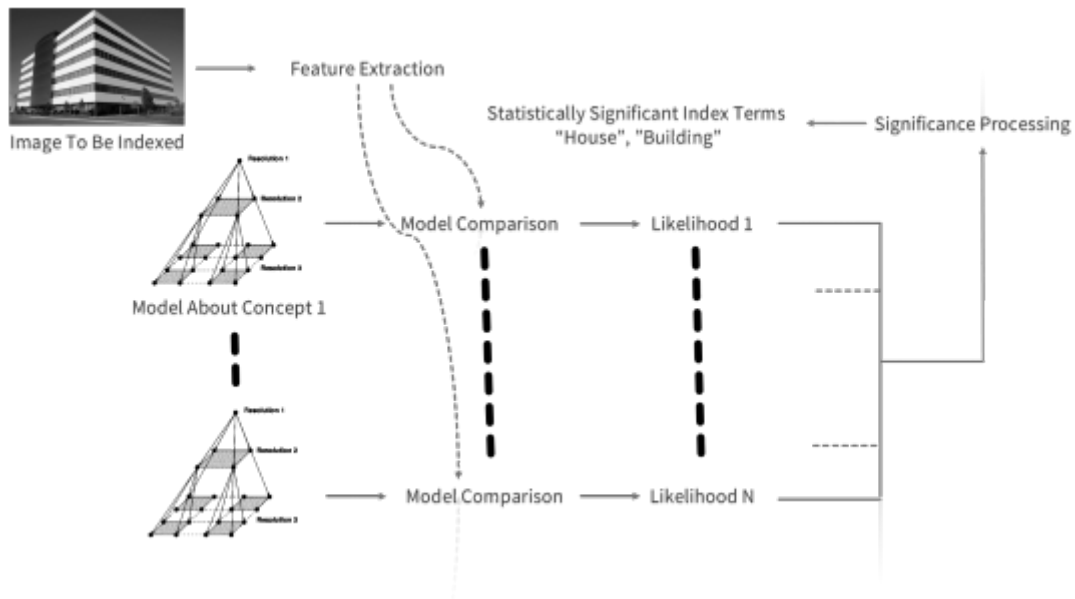 Image To Be Indexed
Feature Extraction
Statistically Significant Index Terms
"House", "Building"
Significance Processing
Resolution 1
Resolution 2
Resolution 3
Model About Concept 1
Model Comparison
Likelihood 1
Resolution 1
Resolution 2
Resolution 3
Model Comparison
Likelihood N